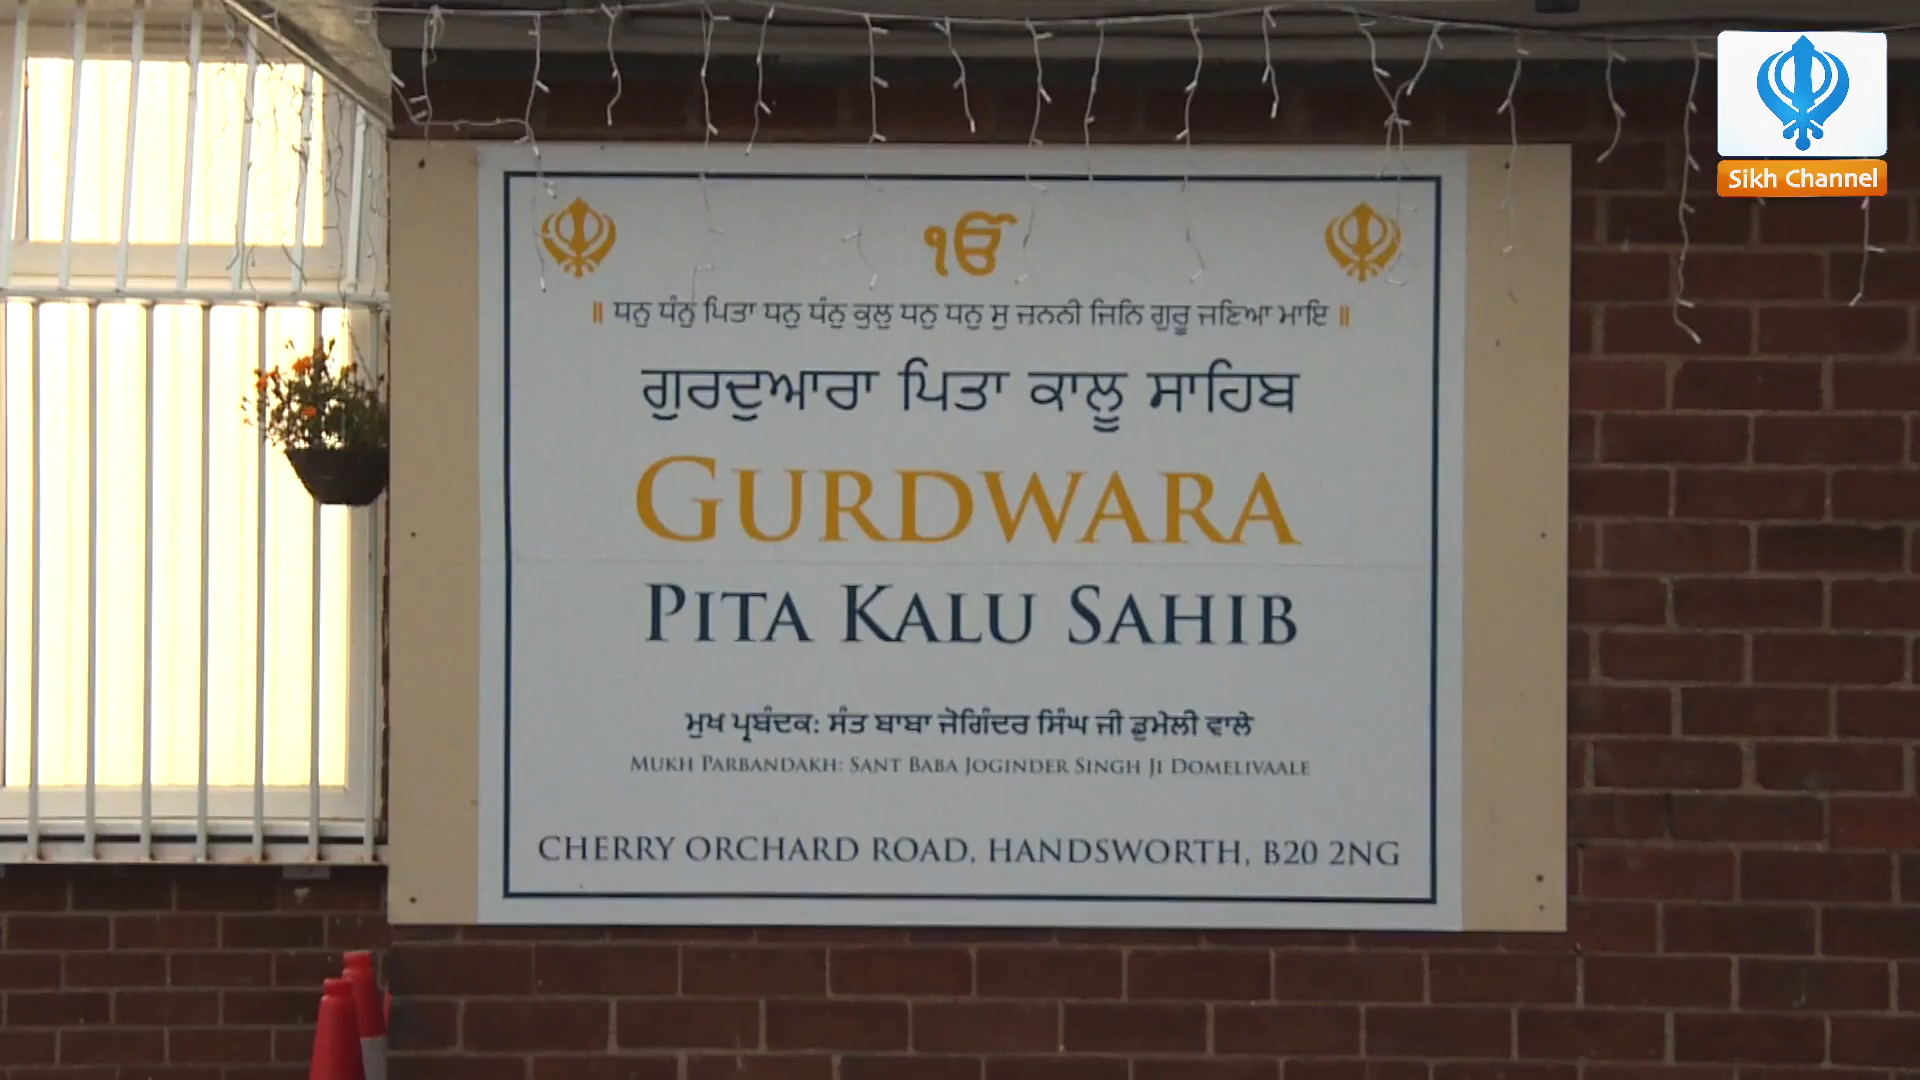 Sikh Channel
ੴ
॥ ਧਨੁ ਧੰਨੁ ਪਿਤਾ ਧਨੁ ਧੰਨੁ ਕੁਲੁ ਧਨੁ ਧਨੁ ਸੁ ਜਨਨੀ ਜਿਨਿ ਗੁਰੂ ਜਣਿਆ ਮਾਇ ॥
ਗੁਰਦੁਆਰਾ ਪਿਤਾ ਕਾਲੂ ਸਾਹਿਬ
GURDWARA
PITA KALU SAHIB
ਮੁਖ ਪ੍ਰਬੰਦਕ: ਸੰਤ ਬਾਬਾ ਜੋਗਿੰਦਰ ਸਿੰਘ ਜੀ ਡੁਮੇਲੀ ਵਾਲੇ
MUKH PARBANDAKH: SANT BABA JOGINDER SINGH JI DOMELIVAALE
CHERRY ORCHARD ROAD, HANDSWORTH, B20 2NG